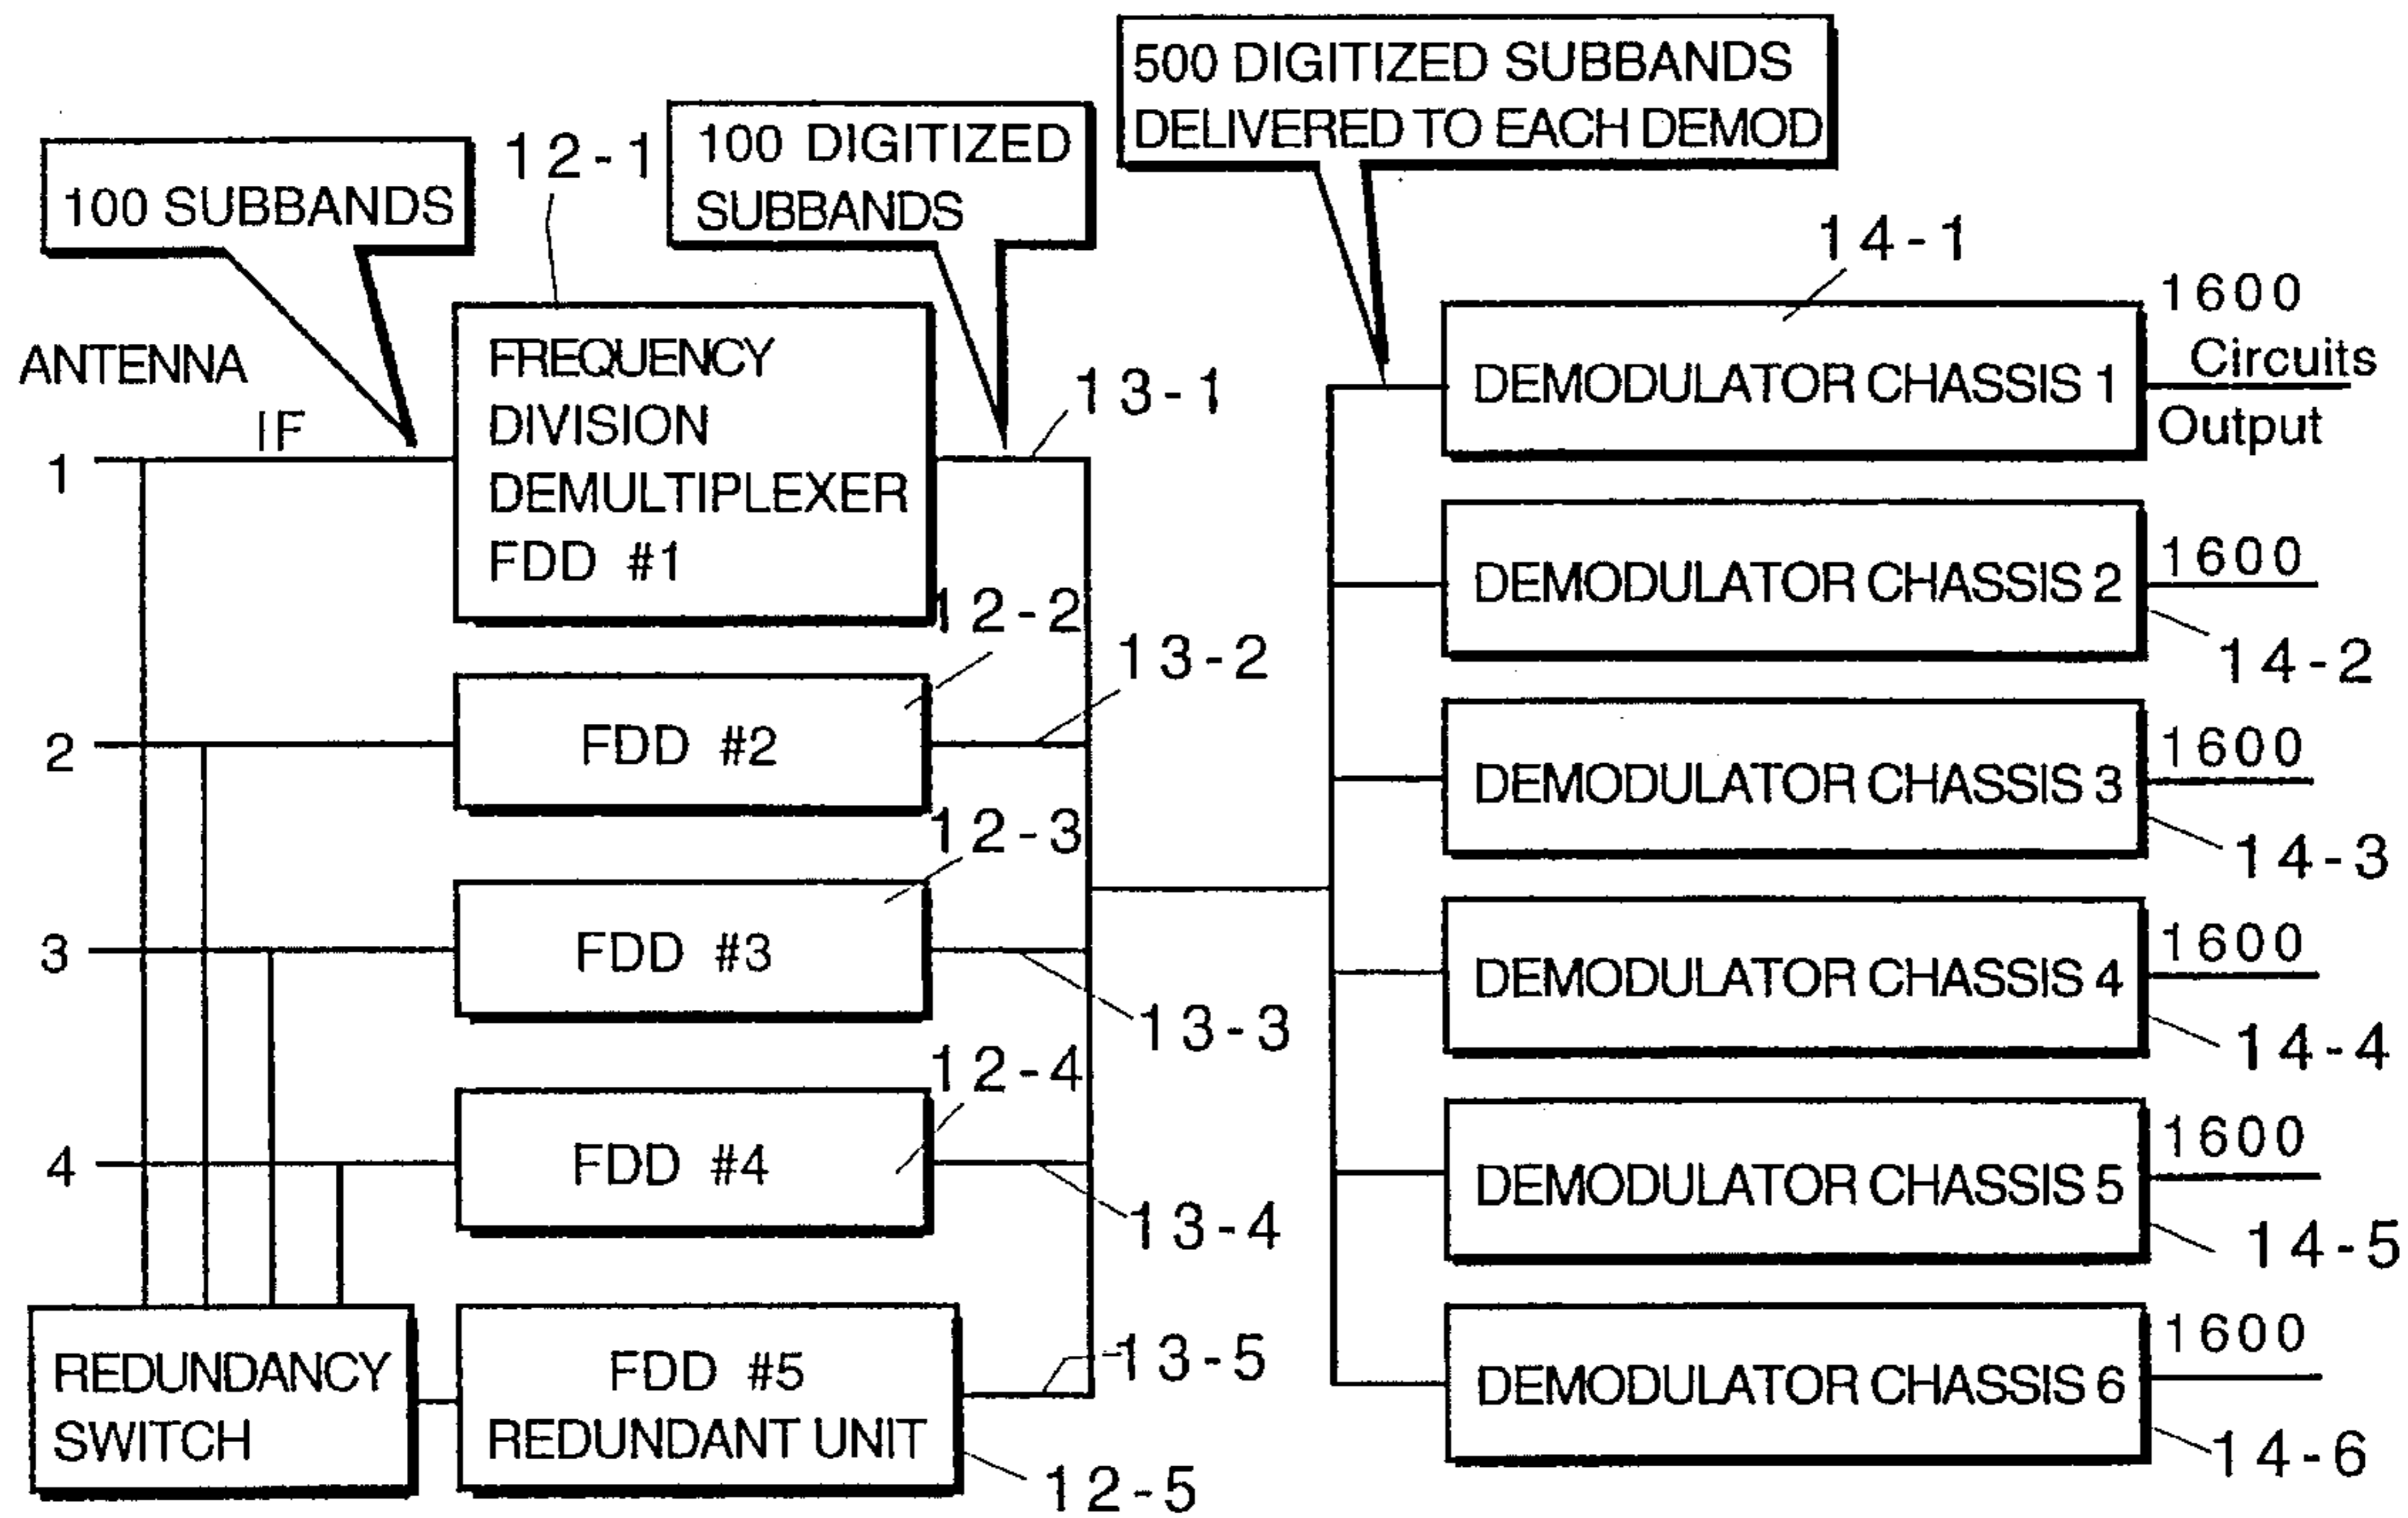 500 DIGITIZED SUBBANDS
DELIVERED TO EACH DEMOD
100 DIGITIZED
SUBBANDS
12-1
100 SUBBANDS
14-1
ANTENNA
IF
1
FREQUENCY
DIVISION
DEMULTIPLEXER
FDD #1
13-1
DEMODULATOR CHASSIS 1
1600
Circuits
Output
12-2
2
FDD #2
13-2
DEMODULATOR CHASSIS 2
1600
14-2
12-3
3
FDD #3
13-3
DEMODULATOR CHASSIS 3
1600
14-3
12-4
4
FDD #4
13-4
DEMODULATOR CHASSIS 4
1600
14-4
DEMODULATOR CHASSIS 5
1600
14-5
REDUNDANCY
SWITCH
FDD #5
REDUNDANT UNIT
13-5
12-5
DEMODULATOR CHASSIS 6
1600
14-6